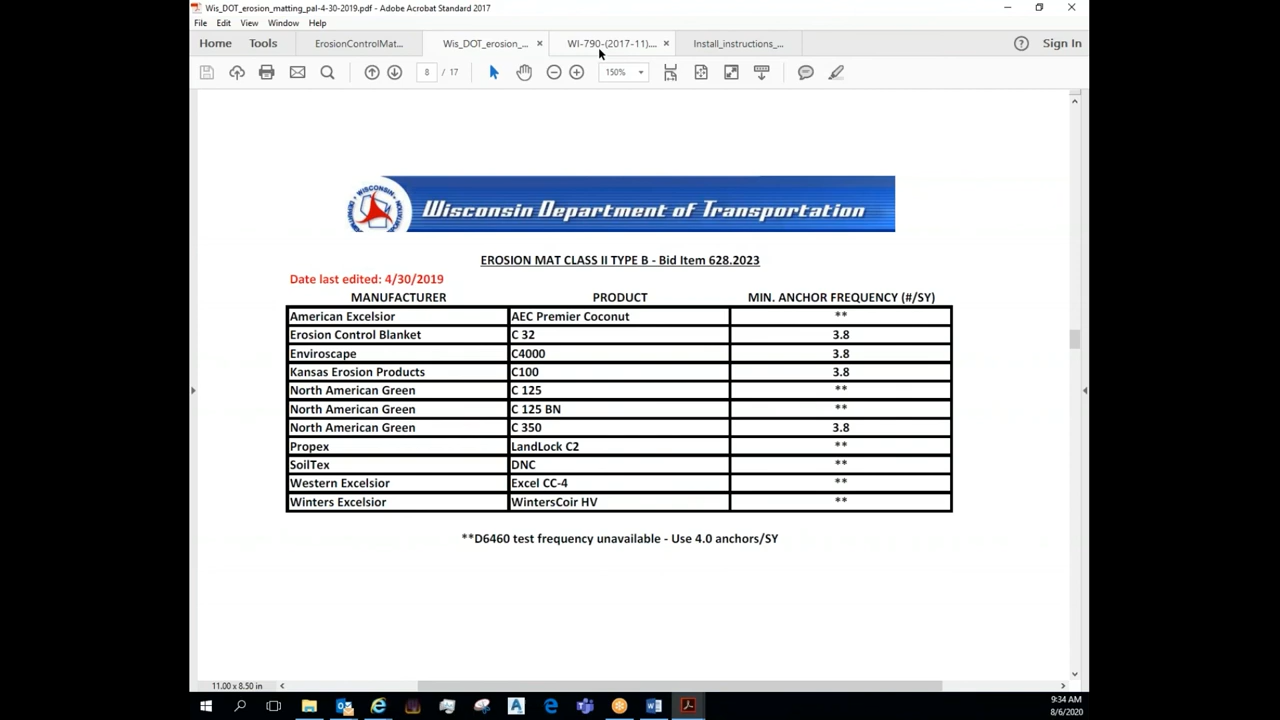 Wis_DOT_erosion_matting_pal-4-30-2019.pdf - Adobe Acrobat Standard 2017
File Edit View Window Help
Home Tools ErosionControlMat... Wis_DOT_erosion_... × WI-790-(2017-11).... × Install_instructions_... Sign In
8 / 17 150%
WISCONSIN
Wisconsin Department of Transportation
EROSION MAT CLASS II TYPE B - Bid Item 628.2023
Date last edited: 4/30/2019
MANUFACTURER PRODUCT MIN. ANCHOR FREQUENCY (#/SY)
American Excelsior AEC Premier Coconut **
Erosion Control Blanket C 32 3.8
Enviroscape C4000 3.8
Kansas Erosion Products C100 3.8
North American Green C 125 **
North American Green C 125 BN **
North American Green C 350 3.8
Propex LandLock C2 **
SoilTex DNC **
Western Excelsior Excel CC-4 **
Winters Excelsior WintersCoir HV **
**D6460 test frequency unavailable - Use 4.0 anchors/SY
11.00 x 8.50 in
9:34 AM
8/6/2020